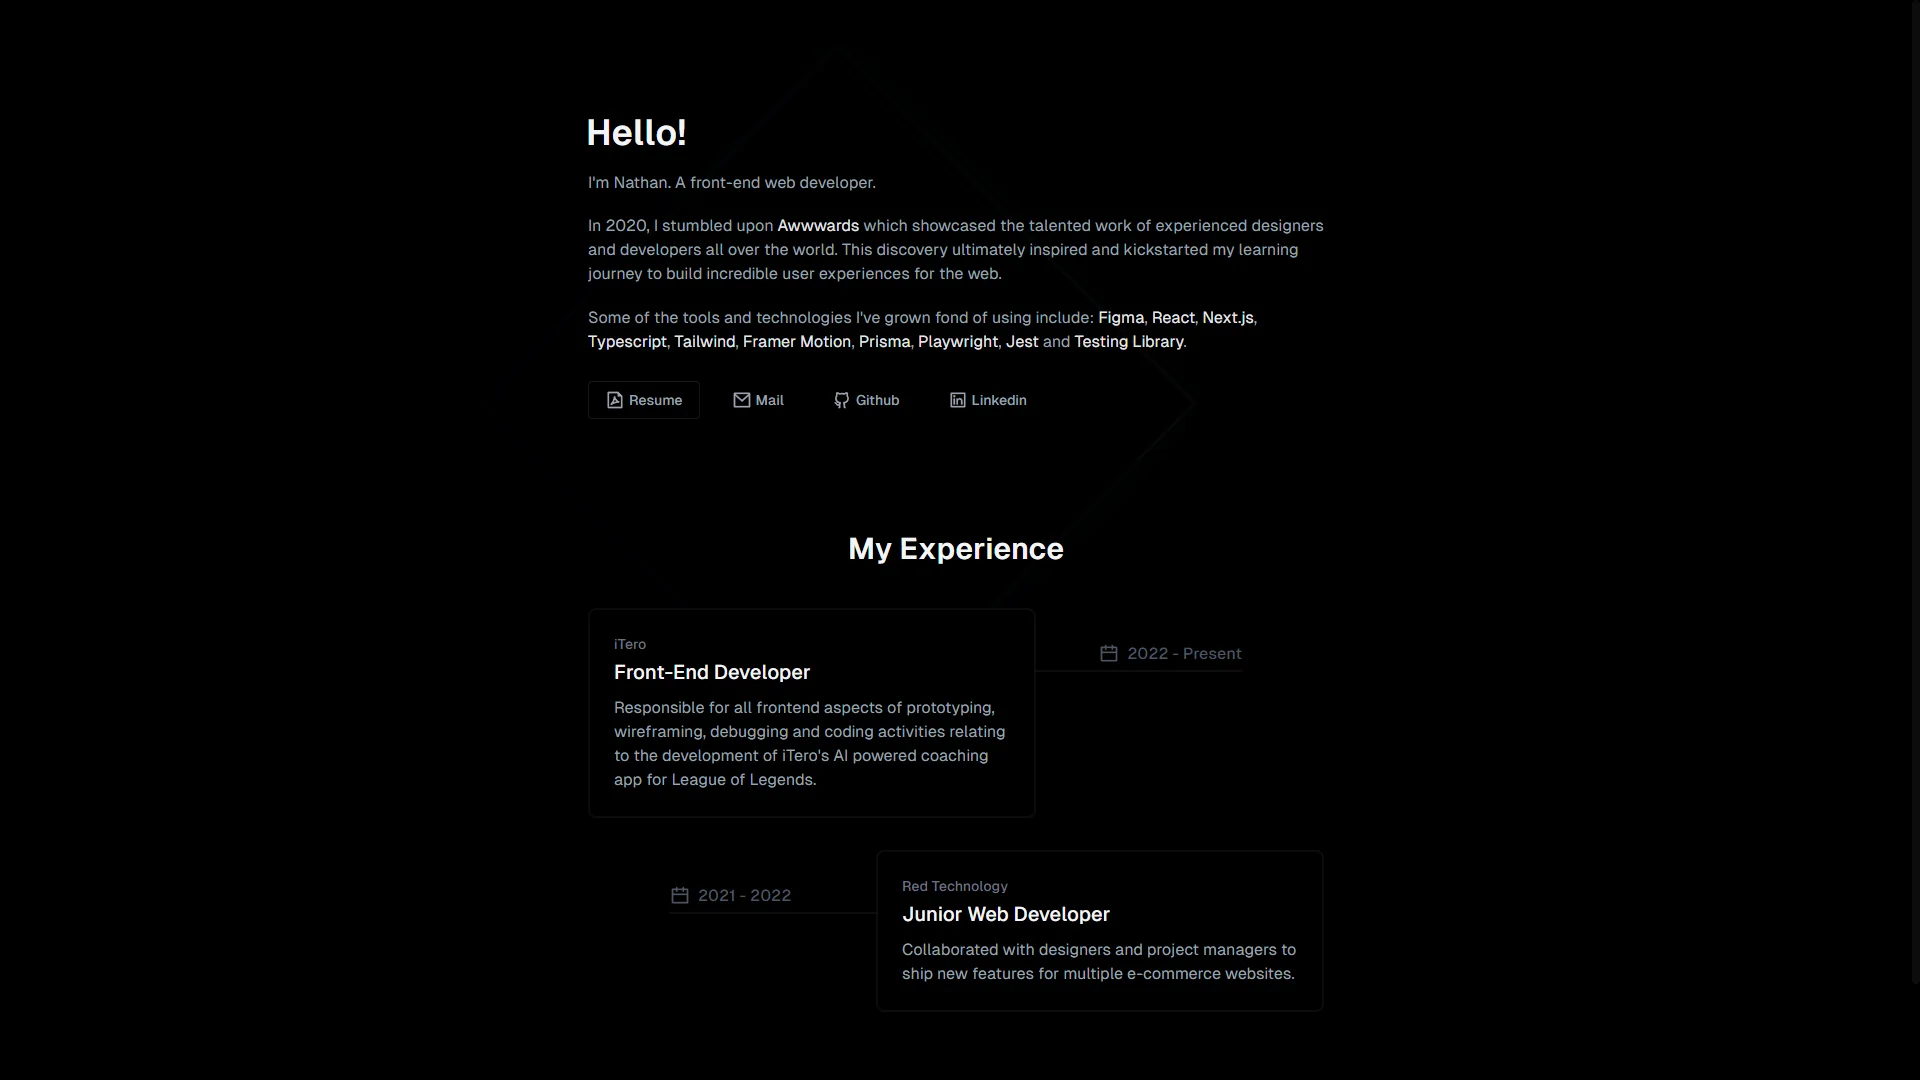 Hello!
I'm Nathan. A front-end web developer.
In 2020, I stumbled upon Awwwards which showcased the talented work of experienced designers
and developers all over the world. This discovery ultimately inspired and kickstarted my learning
journey to build incredible user experiences for the web.
Some of the tools and technologies I've grown fond of using include: Figma, React, Next.js,
Typescript, Tailwind, Framer Motion, Prisma, Playwright, Jest and Testing Library.
Resume
Mail
Github
Linkedin
My Experience
iTero
Front-End Developer
Responsible for all frontend aspects of prototyping,
wireframing, debugging and coding activities relating
to the development of iTero's AI powered coaching
app for League of Legends.
2022 - Present
2021 - 2022
Red Technology
Junior Web Developer
Collaborated with designers and project managers to
ship new features for multiple e-commerce websites.